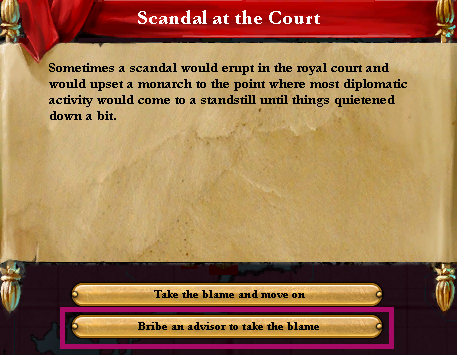 Scandal at the Court
Sometimes a scandal would erupt in the royal court and
would upset a monarch to the point where most diplomatic
activity would come to a standstill until things quietened
down a bit.
Take the blame and move on
Bribe an advisor to take the blame